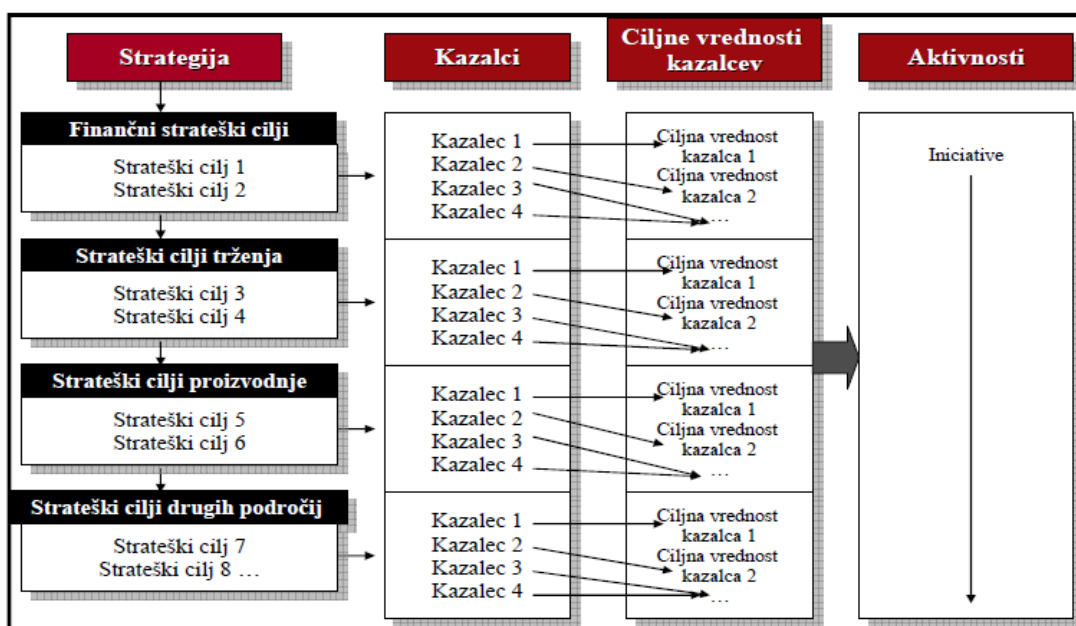 Strategija
Finančni strateški cilji
Strateški cilj 1
Strateški cilj 2
Strateški cilji trženja
Strateški cilj 3
Strateški cilj 4
Strateški cilji proizvodnje
Strateški cilj 5
Strateški cilj 6
Strateški cilji drugih področij
Strateški cilj 7
Strateški cilj 8 …
Kazalci
Kazalec 1
Kazalec 2
Kazalec 3
Kazalec 4
Kazalec 1
Kazalec 2
Kazalec 3
Kazalec 4
Kazalec 1
Kazalec 2
Kazalec 3
Kazalec 4
Kazalec 1
Kazalec 2
Kazalec 3
Kazalec 4
Ciljne vrednosti
kazalcev
Ciljna vrednost
kazalca 1
Ciljna vrednost
kazalca 2
…
Ciljna vrednost
kazalca 1
Ciljna vrednost
kazalca 2
…
Ciljna vrednost
kazalca 1
Ciljna vrednost
kazalca 2
…
Ciljna vrednost
kazalca 1
Ciljna vrednost
kazalca 2
…
Aktivnosti
Iniciative